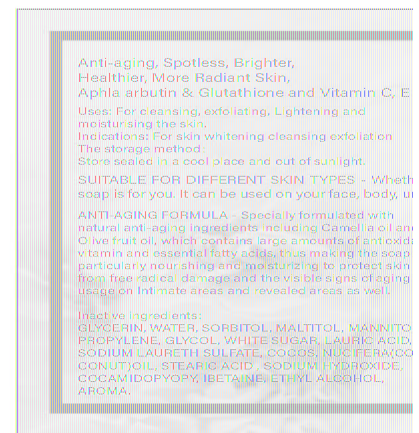 Anti-aging, Spotless, Brighter,
Healthier, More Radiant Skin,
Aphla arbutin & Glutathione and Vitamin C, E
Uses: For cleansing, exfoliating, Lightening and
moisturising the skin.
Indications: For skin whitening cleansing exfoliation
The storage method:
Store sealed in a cool place and out of sunlight.
SUITABLE FOR DIFFERENT SKIN TYPES - Wheth
soap is for you. It can be used on your face, body, un
ANTI-AGING FORMULA - Specially formulated with
natural anti-aging ingredients including Camellia oil and
Olive fruit oil, which contains large amounts of antioxida
vitamin and essential fatty acids, thus making the soap
particularly nourishing and moisturizing to protect skin
from free radical damage and the visible signs of aging
usage on Intimate areas and revealed areas as well.
Inactive ingredients:
GLYCERIN, WATER, SORBITOL, MALTITOL, MANNITO
PROPYLENE, GLYCOL, WHITE SUGAR, LAURIC ACID,
SODIUM LAURETH SULFATE, COCOS, NUCIFERA(CO
CONUT)OIL, STEARIC ACID, SODIUM HYDROXIDE,
COCAMIDOPYOPY, IBETAINE, ETHYL ALCOHOL,
AROMA.